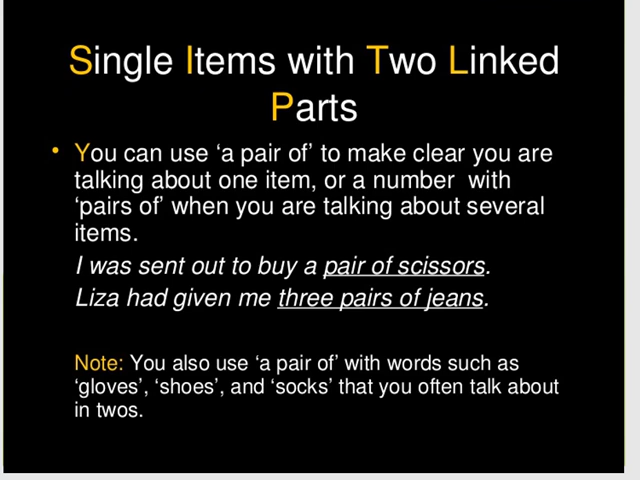 Single Items with Two Linked
Parts
• You can use ‘a pair of’ to make clear you are
talking about one item, or a number  with
‘pairs of’ when you are talking about several
items.
I was sent out to buy a pair of scissors.
Liza had given me three pairs of jeans.
Note: You also use ‘a pair of’ with words such as
‘gloves’, ‘shoes’, and ‘socks’ that you often talk about
in twos.